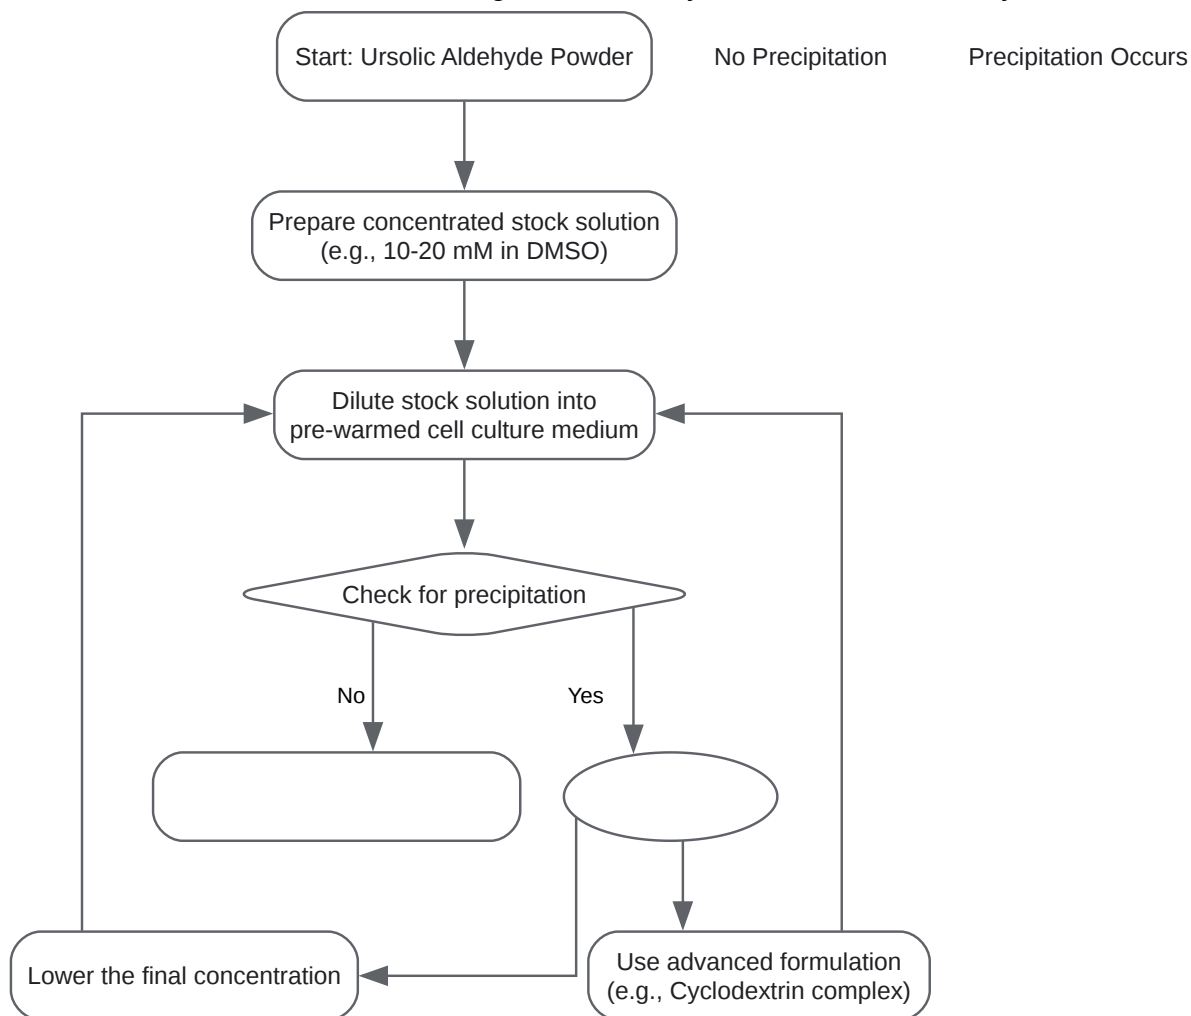 Start: Ursolic Aldehyde Powder
No Precipitation
Precipitation Occurs
Prepare concentrated stock solution
(e.g., 10-20 mM in DMSO)
Dilute stock solution into
pre-warmed cell culture medium
Check for precipitation
No
Yes
Lower the final concentration
Use advanced formulation
(e.g., Cyclodextrin complex)